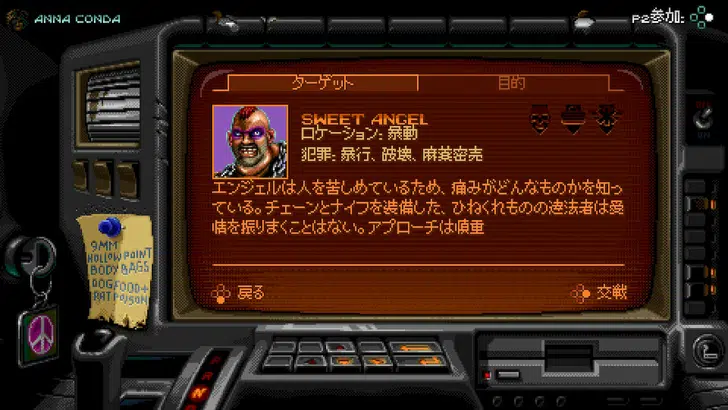 ANNA CONDA
P2参加:
ターゲット
目的
SWEET ANGEL
ロケーション: 暴動
犯罪: 暴行、破壊、麻薬密売
エンジェルは人を苦しめているため、痛みがどんなものかを知っ
ている。チェーンとナイフを装備した、ひねくれものの違法者は愛
情を振りまくことはない。アプローチは慎重
戻る
交戦
9MM
HOLLOW POINT
BODY BAGS
DOG FOOD+
RAT POISON
P
R
N